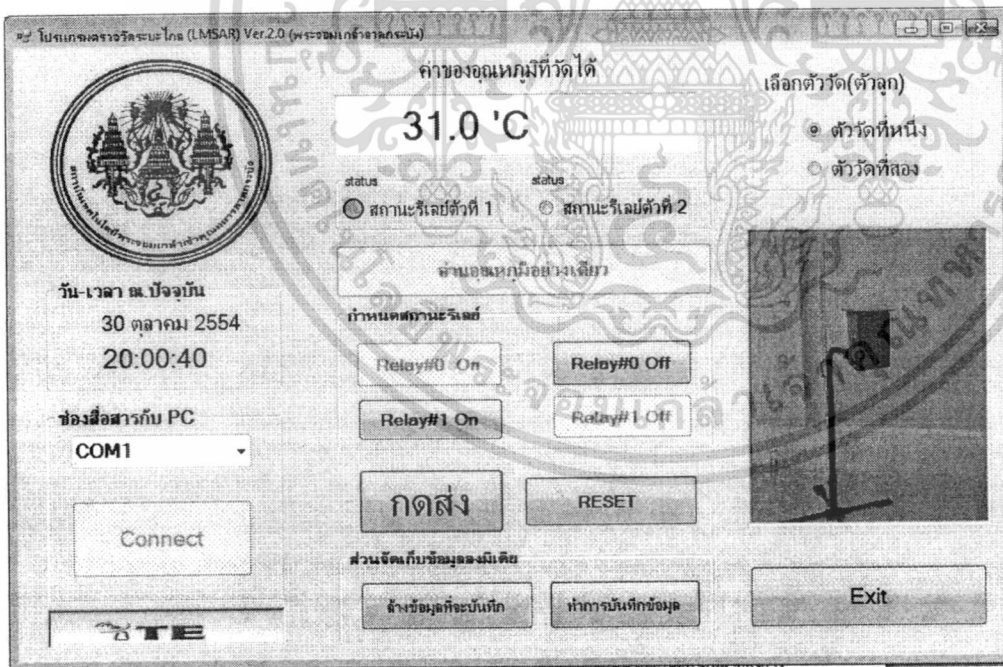 โปรแกรมตรวจวัดระยะไกล (LMSAR) Ver.2.0 (พระจอมเกล้าลาดกระบัง)
ค่าของอุณหภูมิที่วัดได้
31.0 'C
เลือกตัววัด(ตัวลูก)
ตัววัดที่หนึ่ง
ตัววัดที่สอง
status
สถานะรีเลย์ตัวที่ 1
status
สถานะรีเลย์ตัวที่ 2
อ่านอุณหภูมิอย่างเดียว
วัน-เวลา ณ.ปัจจุบัน
30 ตุลาคม 2554
20:00:40
กำหนดสถานะรีเลย์
Relay#0 On
Relay#0 Off
Relay#1 On
Relay#1 Off
ช่องสื่อสารกับ PC
COM1
Connect
กดส่ง
RESET
ส่วนจัดเก็บข้อมูลลงมีเดีย
ล้างข้อมูลที่จะบันทึก
ทำการบันทึกข้อมูล
Exit
TE